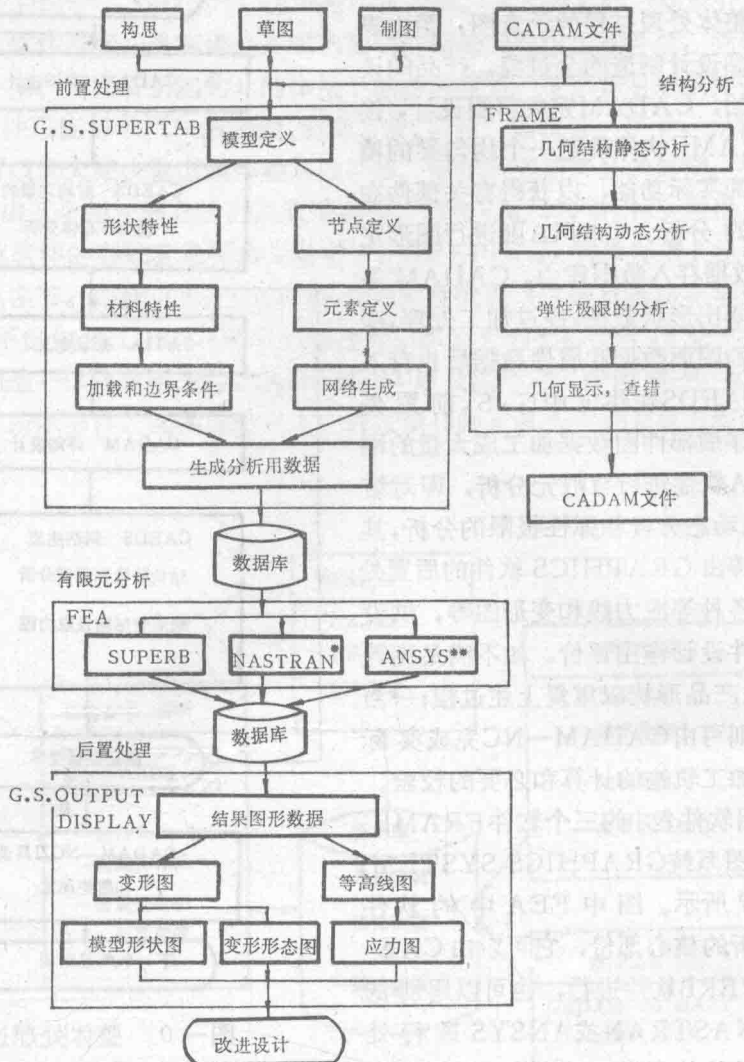 构思
草图
制图
CADAM文件
前置处理
结构分析
G.S.SUPERTAB
模型定义
FRAME
几何结构静态分析
形状特性
节点定义
几何结构动态分析
材料特性
元素定义
弹性极限的分析
加载和边界条件
网络生成
几何显示，查错
生成分析用数据
CADAM文件
数据库
有限元分析
FEA
SUPERB
NASTRAN*
ANSYS**
数据库
后置处理
G.S.OUTPUT
DISPLAY
结果图形数据
变形图
等高线图
模型形状图
变形形态图
应力图
改进设计